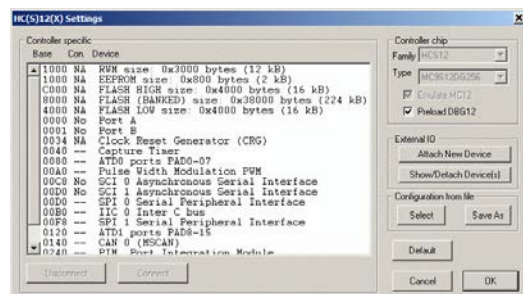 HC(S)12(X) Settings
Controller specific
Base Con. Device
1000 NA RWM size: 0x3000 bytes (12 kB)
1000 NA EEPROM size: 0x800 bytes (2 kB)
C000 NA FLASH HIGH size: 0x4000 bytes (16 kB)
8000 NA FLASH (BANKED) size: 0x38000 bytes (224 kB)
4000 NA FLASH LOW size: 0x4000 bytes (16 kB)
0000 No Port A
0001 No Port B
0034 NA Clock Reset Generator (CRG)
0040 -- Capture Timer
0080 -- ATD0 ports PAD0-07
00A0 -- Pulse Width Modulation PWM
00C8 No SCI 0 Asynchronous Serial Interface
00D0 No SCI 1 Asynchronous Serial Interface
00D8 -- SPI 0 Serial Peripheral Interface
00E0 -- IIC 0 Inter C bus
00F8 -- SPI 1 Serial Peripheral Interface
0120 -- ATD1 ports PAD8-15
0140 -- CAN 0 (MSCAN)
0240 -- PIM Port Integration Module
Disconnect
Connect
Controller chip
Family HCS12
Type MC9S12DG256
Emulate MC12
Preload DBG12
External IO
Attach New Device
Show/Detach Device(s)
Configuration from file
Select
Save As
Default
Cancel
OK